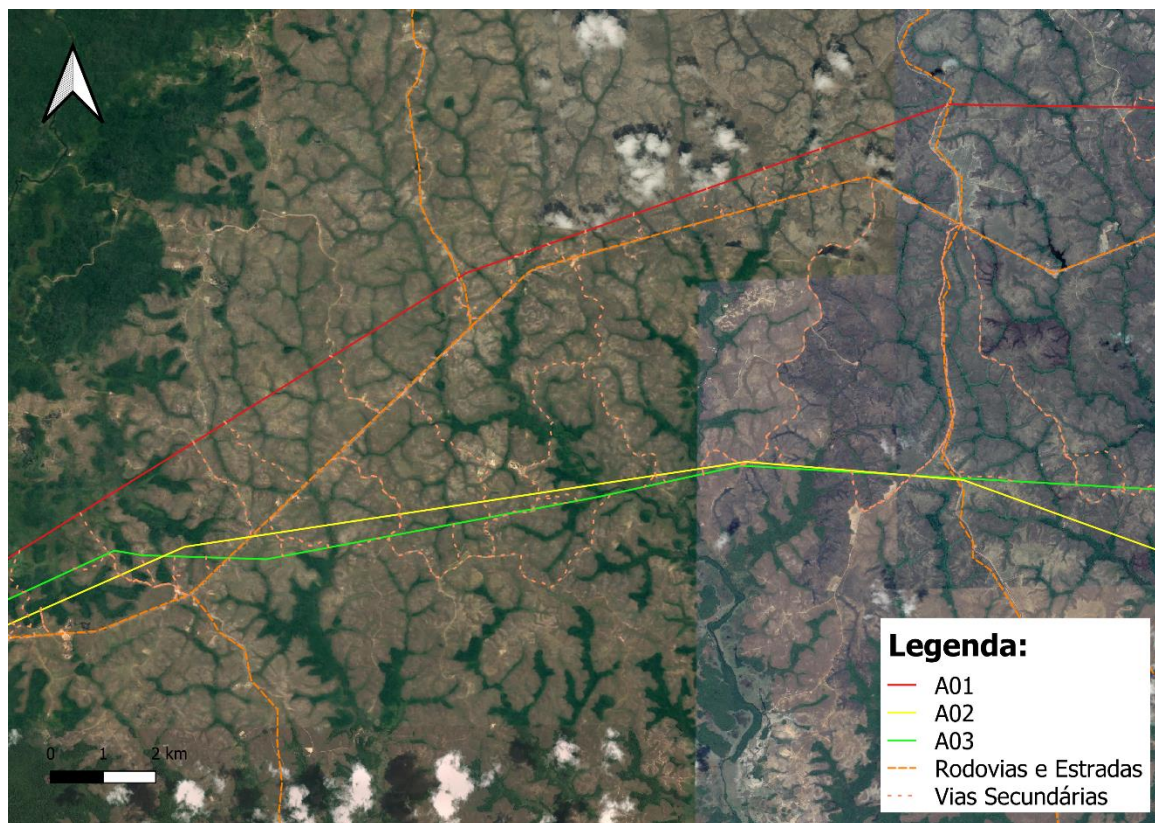 0 1 2 km
Legenda:
A01
A02
A03
Rodovias e Estradas
Vias Secundárias